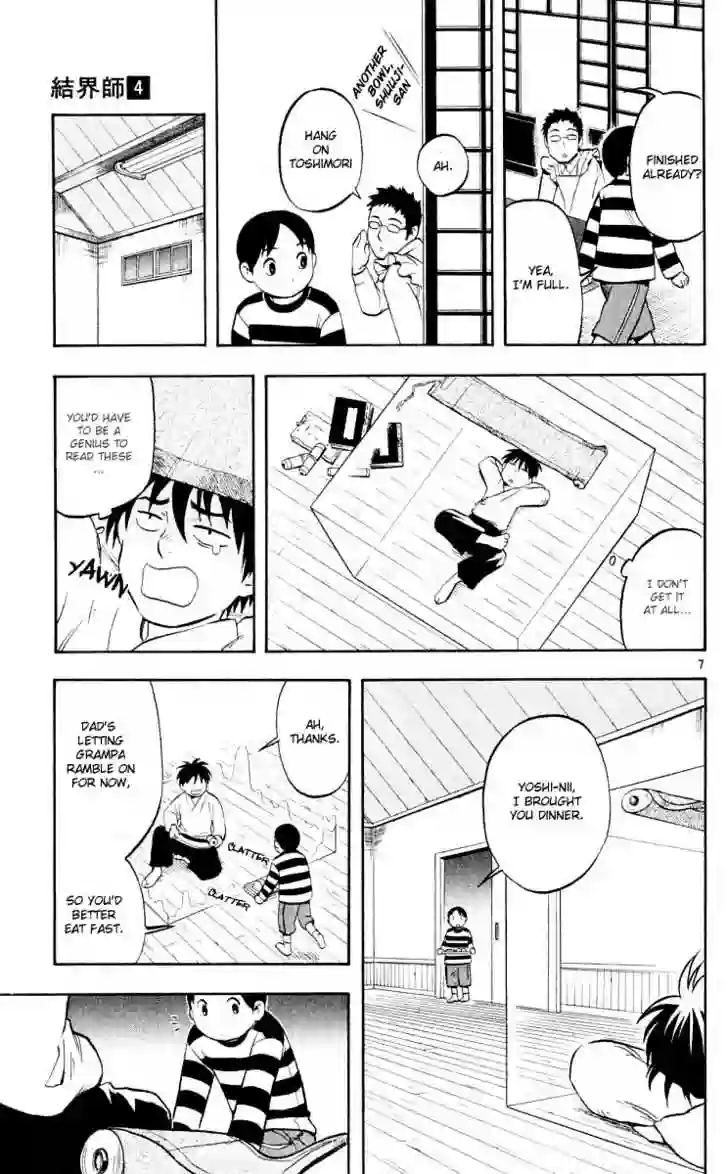 結界師4
FINISHED
ALREADY?
YEA,
I'M FULL.
ANOTHER
BOWL,
SHUUJI-
SAN
AH.
HANG
ON
TOSHIMORI
I DON'T
GET IT
AT ALL...
YOU'D HAVE
TO BE A
GENIUS TO
READ THESE
...
YAWN
7
YOSHI-NII,
I BROUGHT
YOU DINNER.
AH,
THANKS.
DAD'S
LETTING
GRAMPA
RAMBLE ON
FOR NOW,
CLATTER
CLATTER
SO YOU'D
BETTER
EAT FAST.